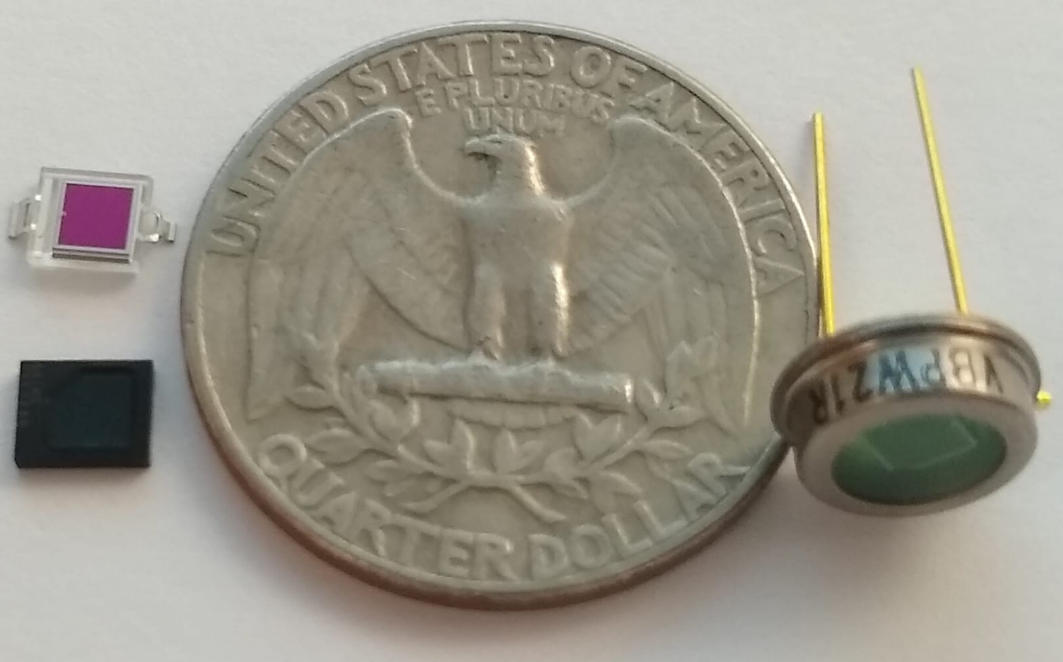 UNITED STATES OF AMERICA
E PLURIBUS
UNUM
QUARTER DOLLAR
VBPW21R